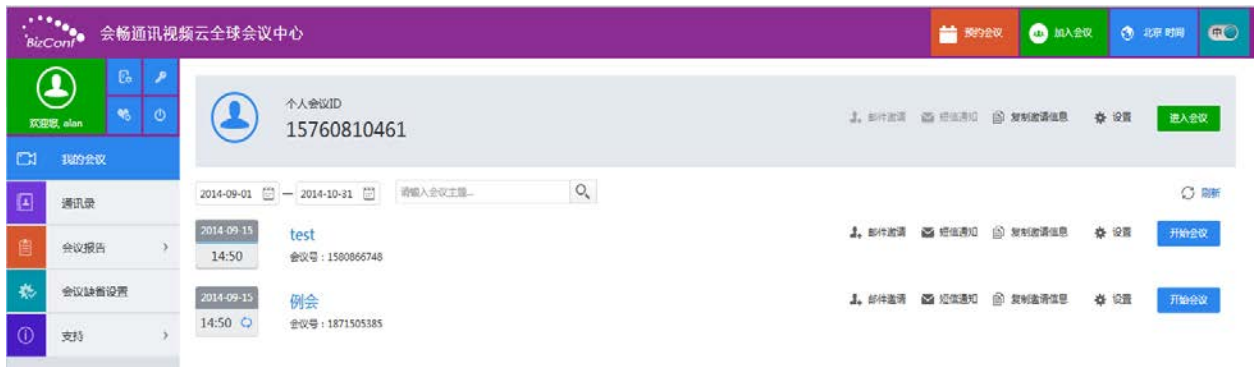 BizConf 会畅通讯视频云全球会议中心 预约会议 加入会议 北京 时间 中
欢迎您, alan
个人会议ID
15760810461
邮件邀请 短信通知 复制邀请信息 设置 进入会议
我的会议
通讯录
会议报告
会议缺省设置
支持
2014-09-01 — 2014-10-31 请输入会议主题... 刷新
2014-09-15
14:50
test
会议号：1580866748
邮件邀请 短信通知 复制邀请信息 设置 开始会议
2014-09-15
14:50
例会
会议号：1871505385
邮件邀请 短信通知 复制邀请信息 设置 开始会议